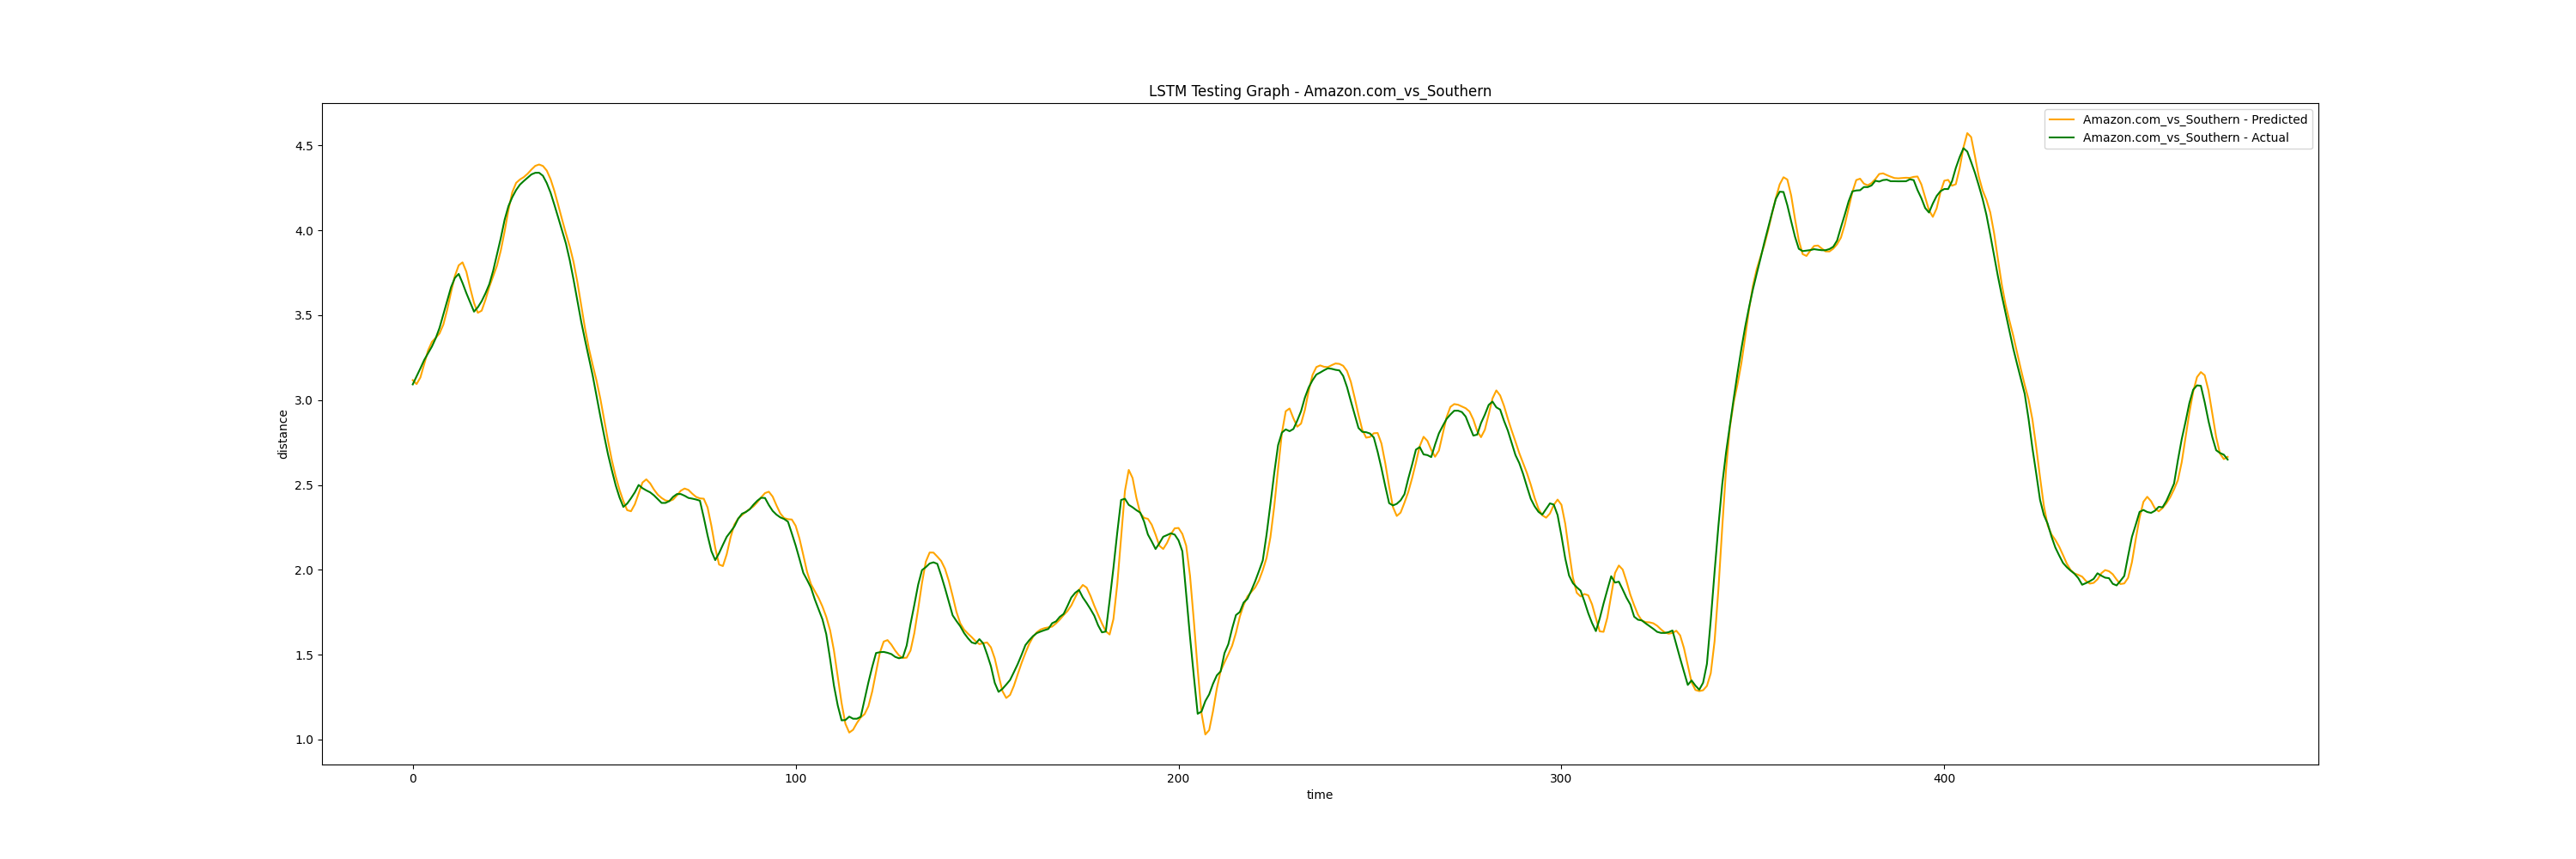 LSTM Testing Graph - Amazon.com_vs_Southern
Amazon.com_vs_Southern - Predicted
Amazon.com_vs_Southern - Actual
4.5
4.0
3.5
3.0
2.5
2.0
1.5
1.0
distance
0 100 200 300 400
time